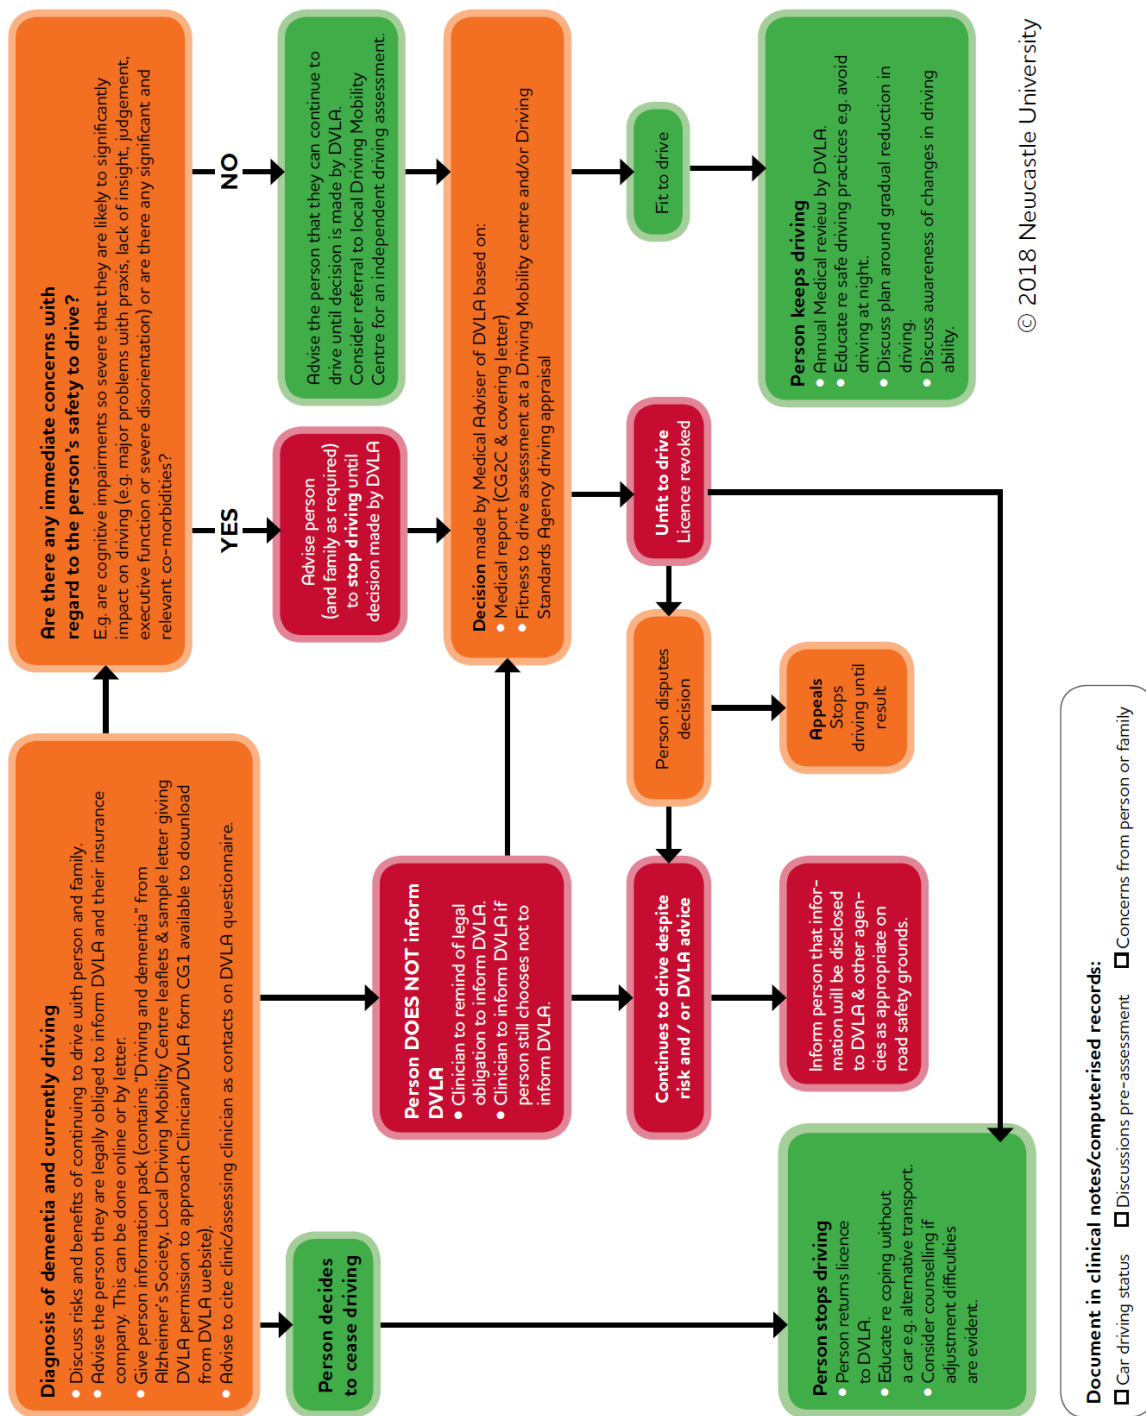 Diagnosis of dementia and currently driving
● Discuss risks and benefits of continuing to drive with person and family.
● Advise the person they are legally obliged to inform DVLA and their insurance
company. This can be done online or by letter.
● Give person information pack (contains “Driving and dementia” from
Alzheimer's Society, Local Driving Mobility Centre leaflets & sample letter giving
DVLA permission to approach Clinician/DVLA form CG1 available to download
from DVLA website).
● Advise to cite clinic/assessing clinician as contacts on DVLA questionnaire.
Are there any immediate concerns with
regard to the person's safety to drive?
E.g. are cognitive impairments so severe that they are likely to significantly
impact on driving (e.g. major problems with praxis, lack of insight, judgement,
executive function or severe disorientation) or are there any significant and
relevant co-morbidities?
YES
NO
Person decides
to cease driving
Advise person
(and family as required)
to stop driving until
decision made by DVLA
Advise the person that they can continue to
drive until decision is made by DVLA.
Consider referral to local Driving Mobility
Centre for an independent driving assessment.
Person DOES NOT inform
DVLA
● Clinician to remind of legal
obligation to inform DVLA.
● Clinician to inform DVLA if
person still chooses not to
inform DVLA.
Decision made by Medical Adviser of DVLA based on:
● Medical report (CG2C & covering letter)
● Fitness to drive assessment at a Driving Mobility centre and/or Driving
Standards Agency driving appraisal
Continues to drive despite
risk and / or DVLA advice
Person disputes
decision
Unfit to drive
Licence revoked
Fit to drive
Person stops driving
● Person returns licence
to DVLA.
● Educate re coping without
a car e.g. alternative transport.
● Consider counselling if
adjustment difficulties
are evident.
Inform person that infor-
mation will be disclosed
to DVLA & other agen-
cies as appropriate on
road safety grounds.
Appeals
Stops
driving until
result
Person keeps driving
● Annual Medical review by DVLA.
● Educate re safe driving practices e.g. avoid
driving at night.
● Discuss plan around gradual reduction in
driving.
● Discuss awareness of changes in driving
ability.
© 2018 Newcastle University
Document in clinical notes/computerised records:
☐ Car driving status ☐ Discussions pre-assessment ☐ Concerns from person or family